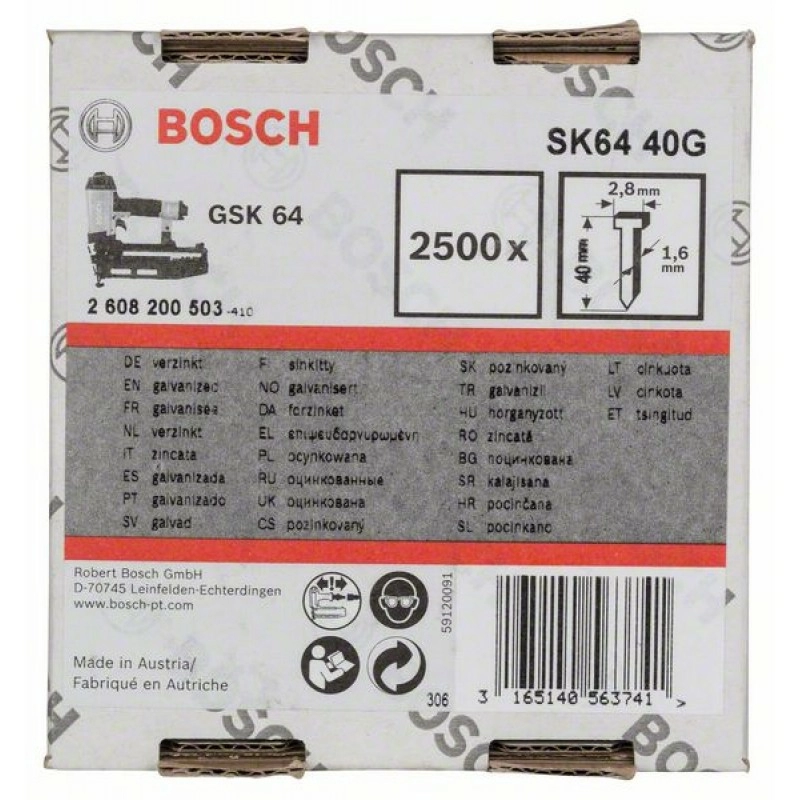 BOSCH
SK64 40G
GSK 64
2 608 200 503 -410
2500 x
2,8 mm
40 mm
1,6 mm
DE verzinkt
EN galvanized
FR galvanisea
NL verzinkt
IT zincata
ES galvanizada
PT galvanizado
SV galvad
FI sinkitty
NO galvanisert
DA forzinket
EL επιψευδαργυρωμένη
PL ocynkowana
RU оцинкованные
UK оцинкована
CS pozinkovaný
SK pozinkovaný
TR galvanizli
HU horganyzott
RO zincată
BG поцинкована
SR kalajisana
HR pocinčana
SL pocinkano
LT cinkuota
LV cinkota
ET tsingitud
Robert Bosch GmbH
D-70745 Leinfelden-Echterdingen
www.bosch-pt.com
Made in Austria/
Fabriqué en Autriche
59120091
306
3 165140 563741 >